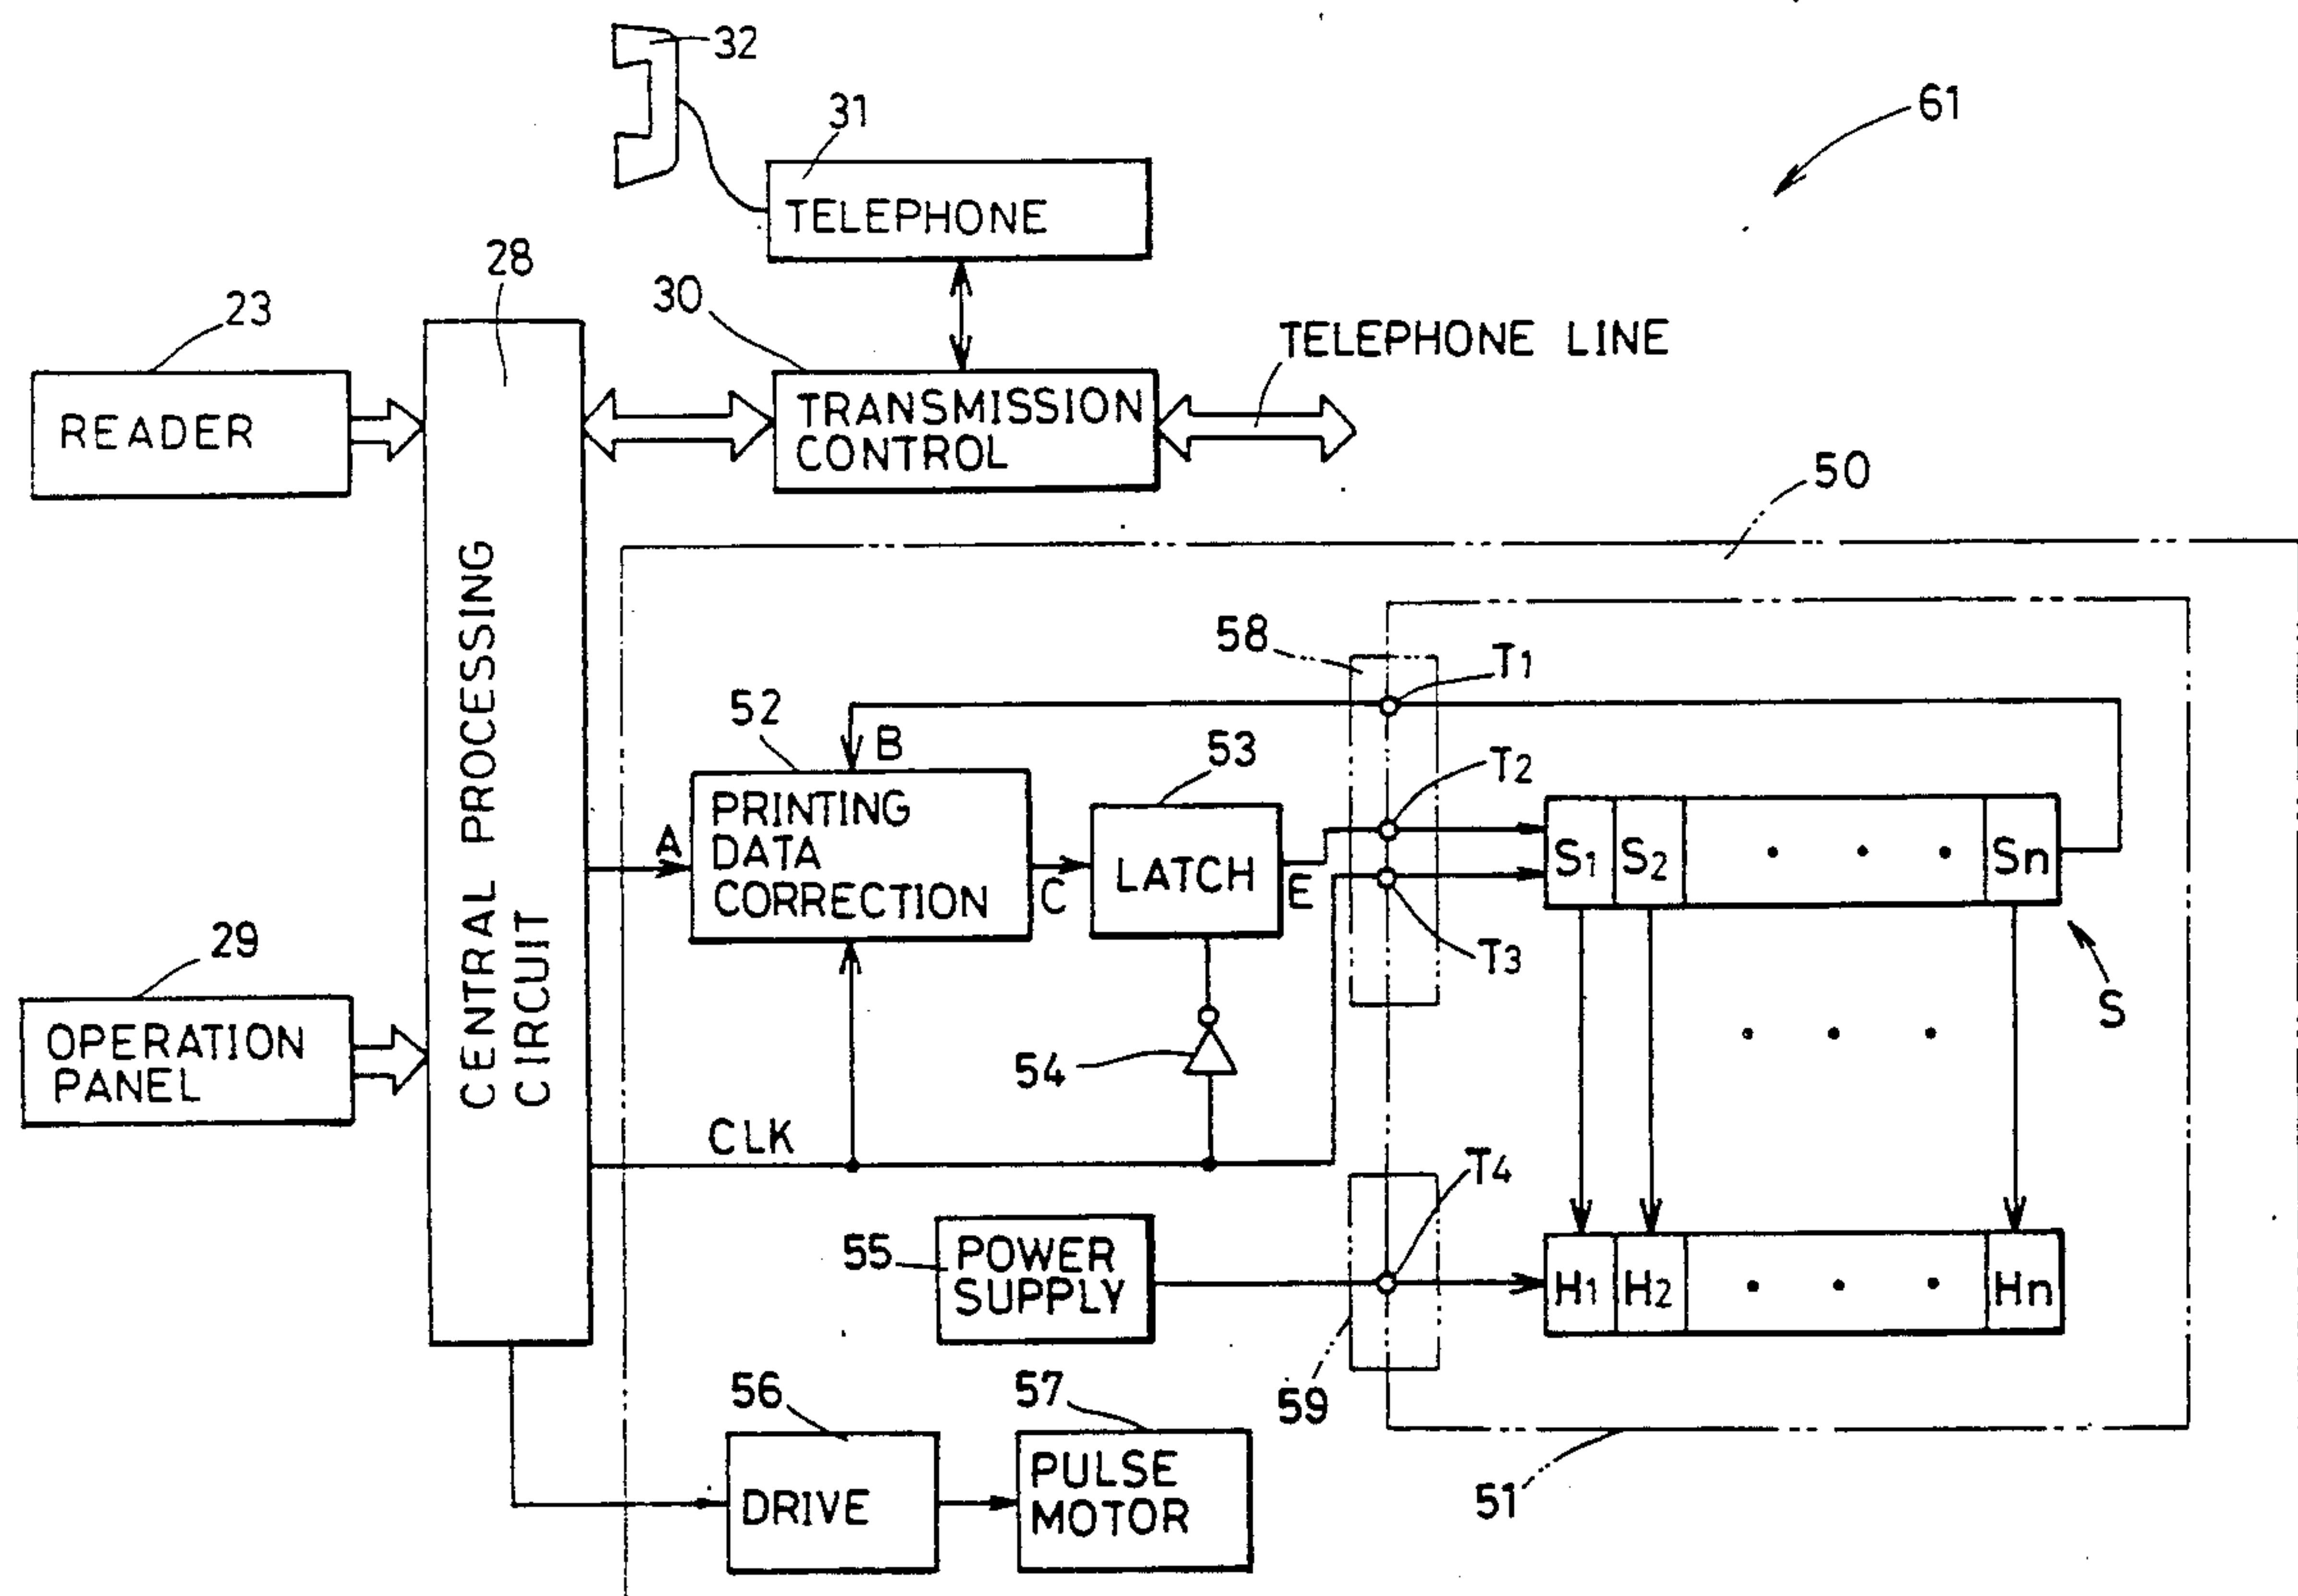 32
31
61
TELEPHONE
28
23
30
TELEPHONE LINE
READER
TRANSMISSION
CONTROL
50
CENTRAL PROCESSING
CIRCUIT
58
T1
52
B
53
T2
A
PRINTING
DATA
CORRECTION
C
LATCH
E
S1 S2 • • • Sn
T3
S
29
OPERATION
PANEL
54
CLK
T4
55
POWER
SUPPLY
H1 H2 • • • Hn
59
56
57
DRIVE
PULSE
MOTOR
51